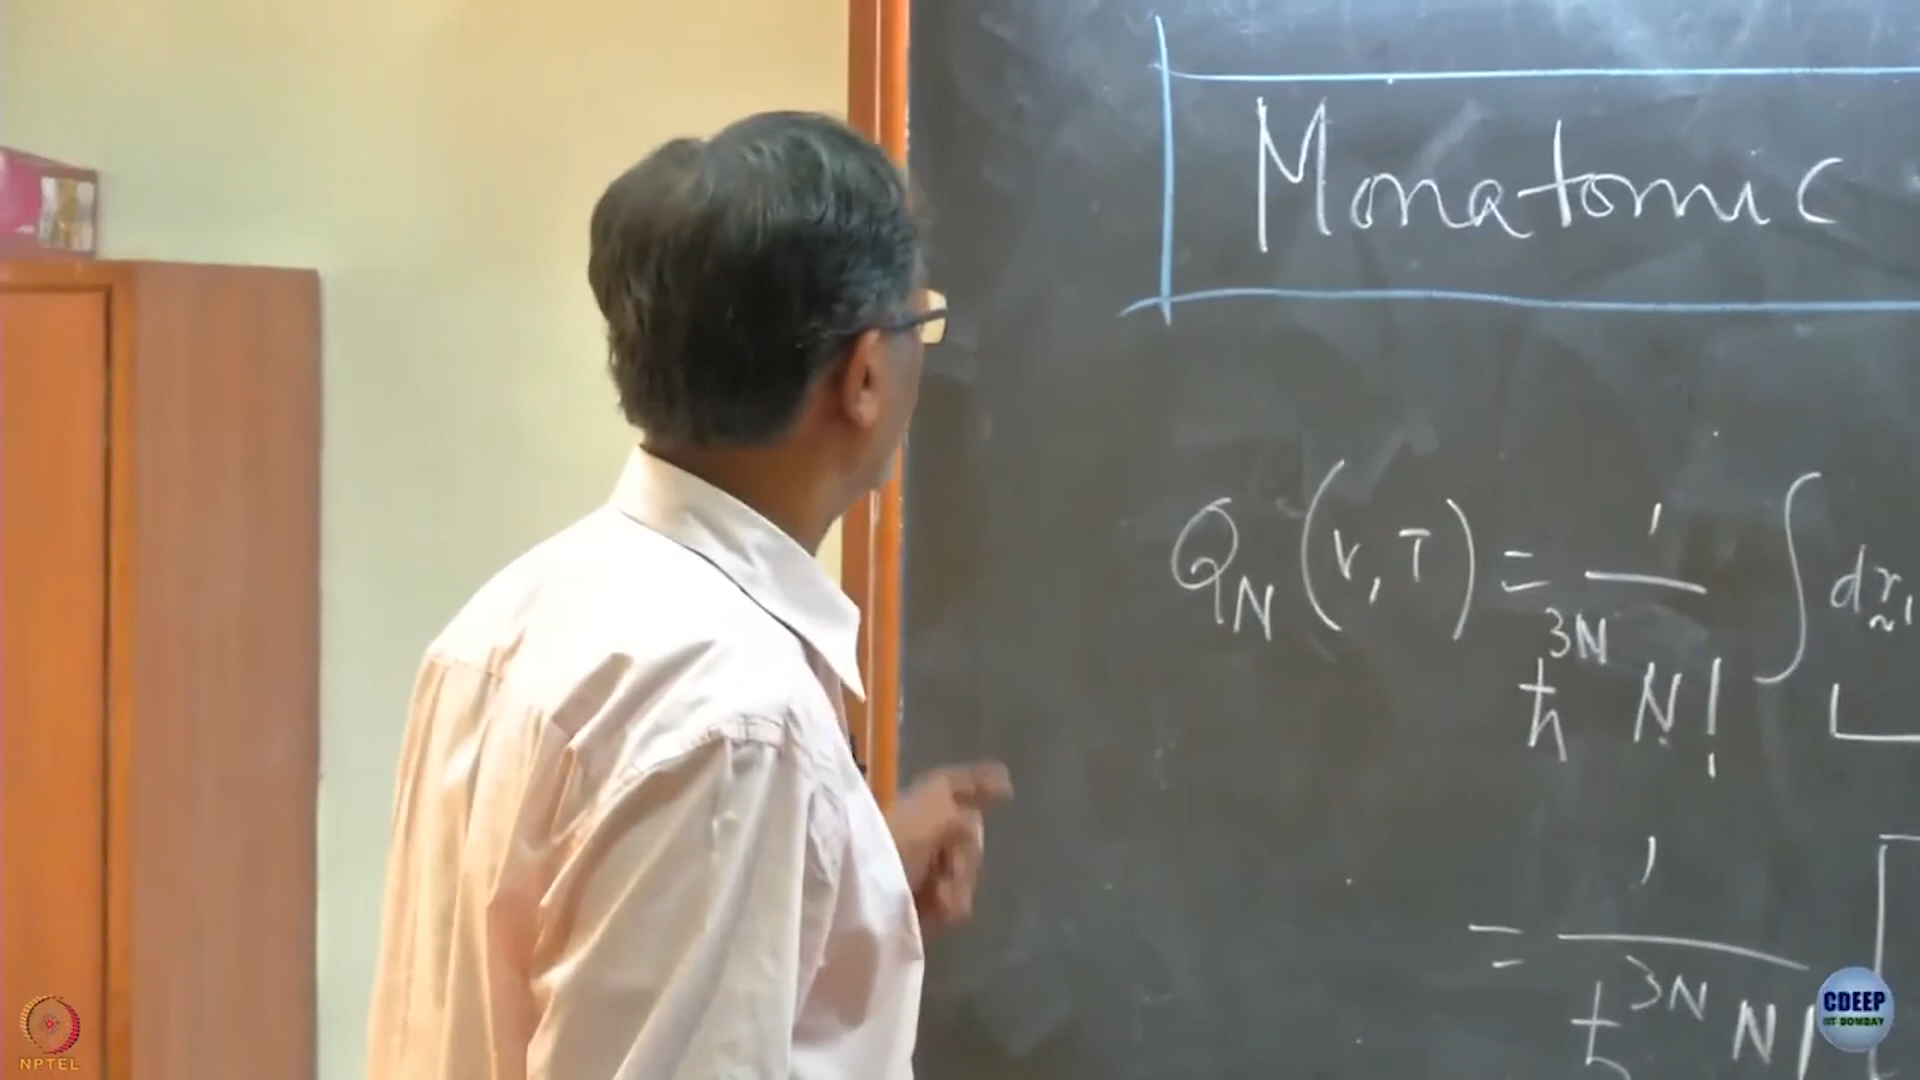 Monatomic
Q_N (V, T) = 1 / ħ^3N N! ∫ dr_1
= 1 / ħ^3N N! [
NPTEL
CDEEP
IIT BOMBAY